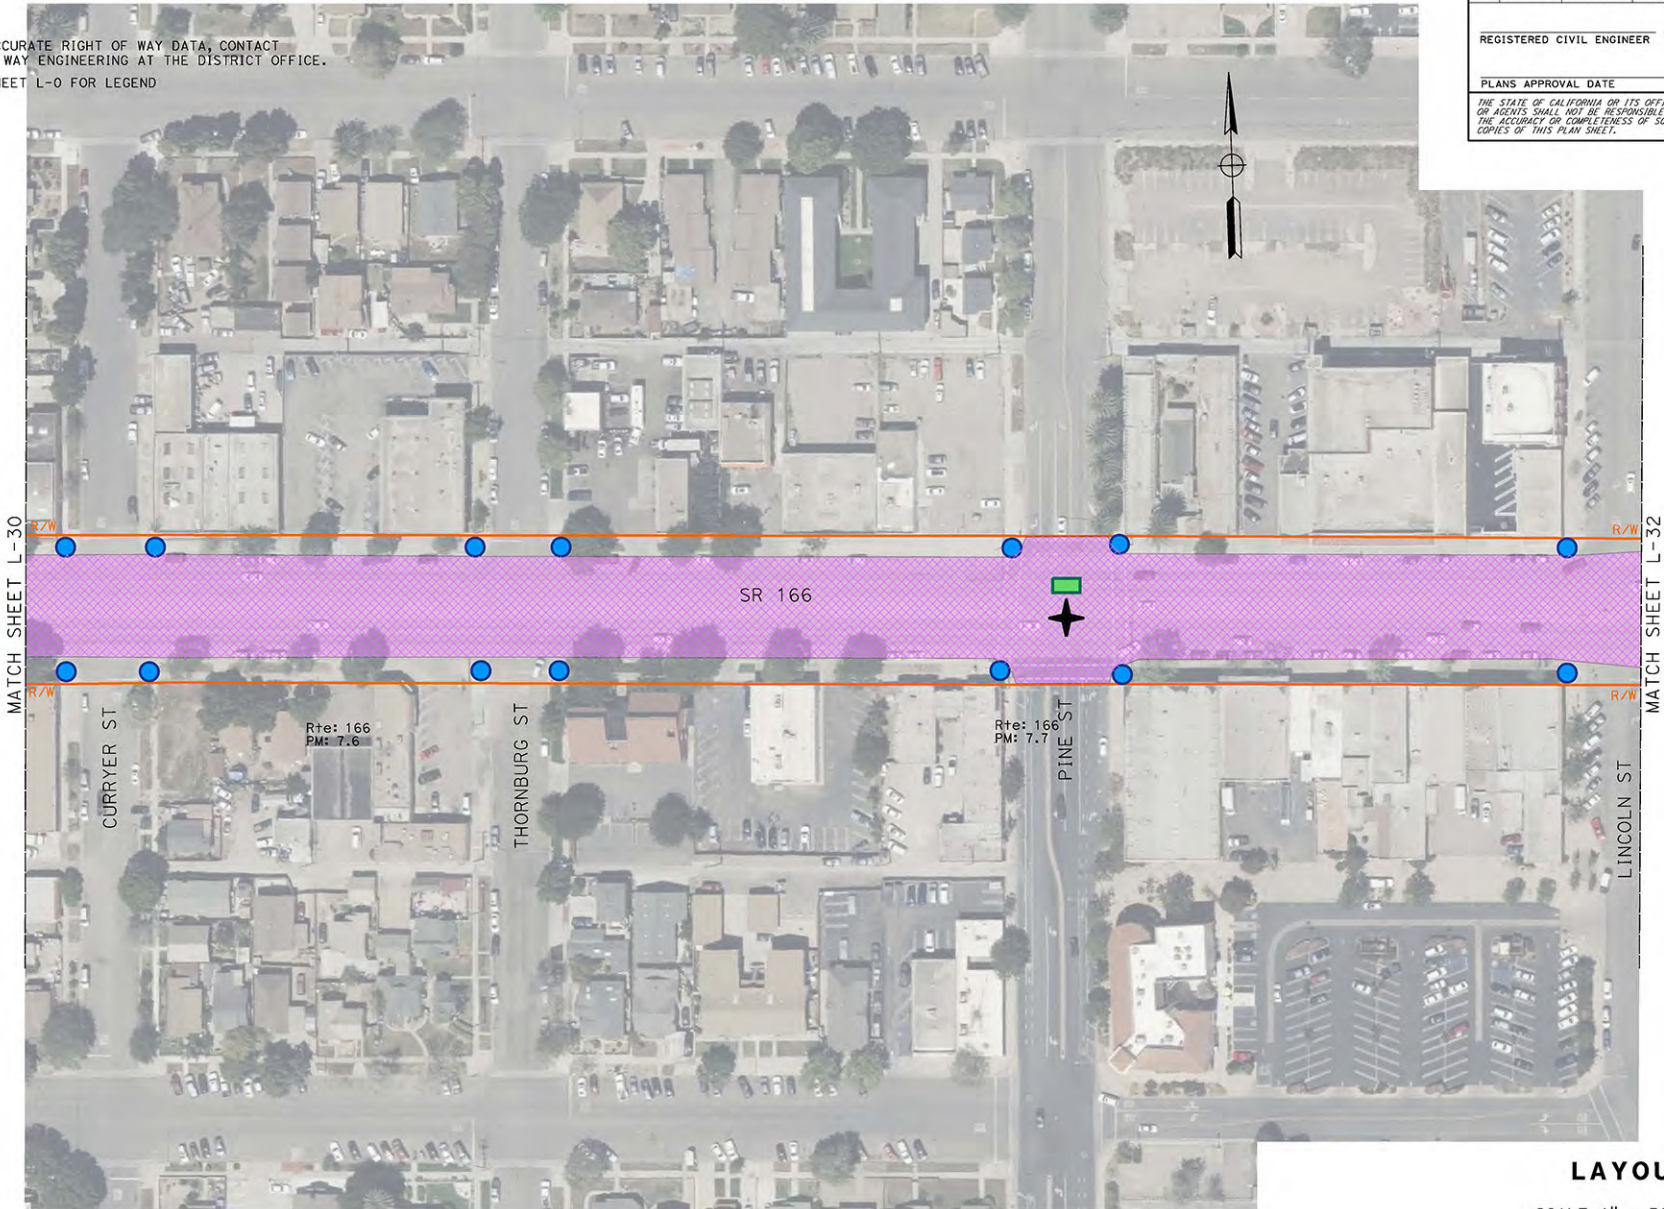 CURATE RIGHT OF WAY DATA, CONTACT
WAY ENGINEERING AT THE DISTRICT OFFICE.
EET L-0 FOR LEGEND
REGISTERED CIVIL ENGINEER
PLANS APPROVAL DATE
THE STATE OF CALIFORNIA OR ITS OFFI
OR AGENTS SHALL NOT BE RESPONSIBLE
THE ACCURACY OR COMPLETENESS OF SC
COPIES OF THIS PLAN SHEET.
MATCH SHEET L-30
R/W
R/W
SR 166
R/W
R/W
MATCH SHEET L-32
CURRYER ST
Rte: 166
PM: 7.6
THORNBURG ST
Rte: 166
PM: 7.7
PINE ST
LINCOLN ST
LAYOU